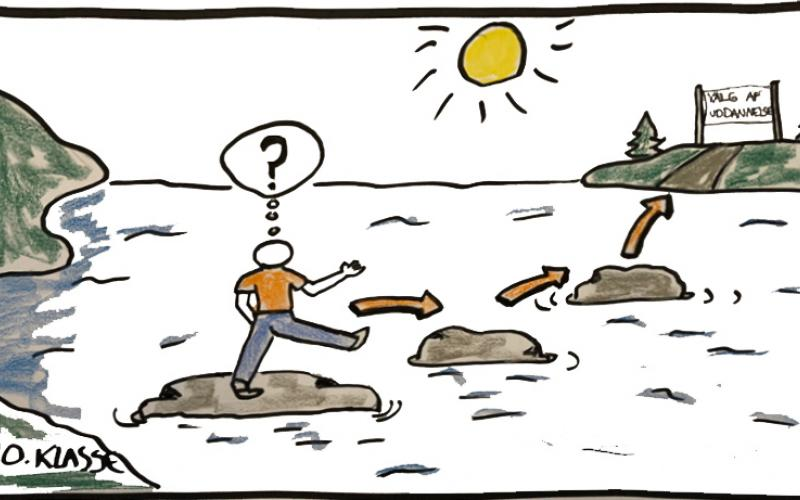 ?
VALG AF
UDDANNELSE
0. KLASSE